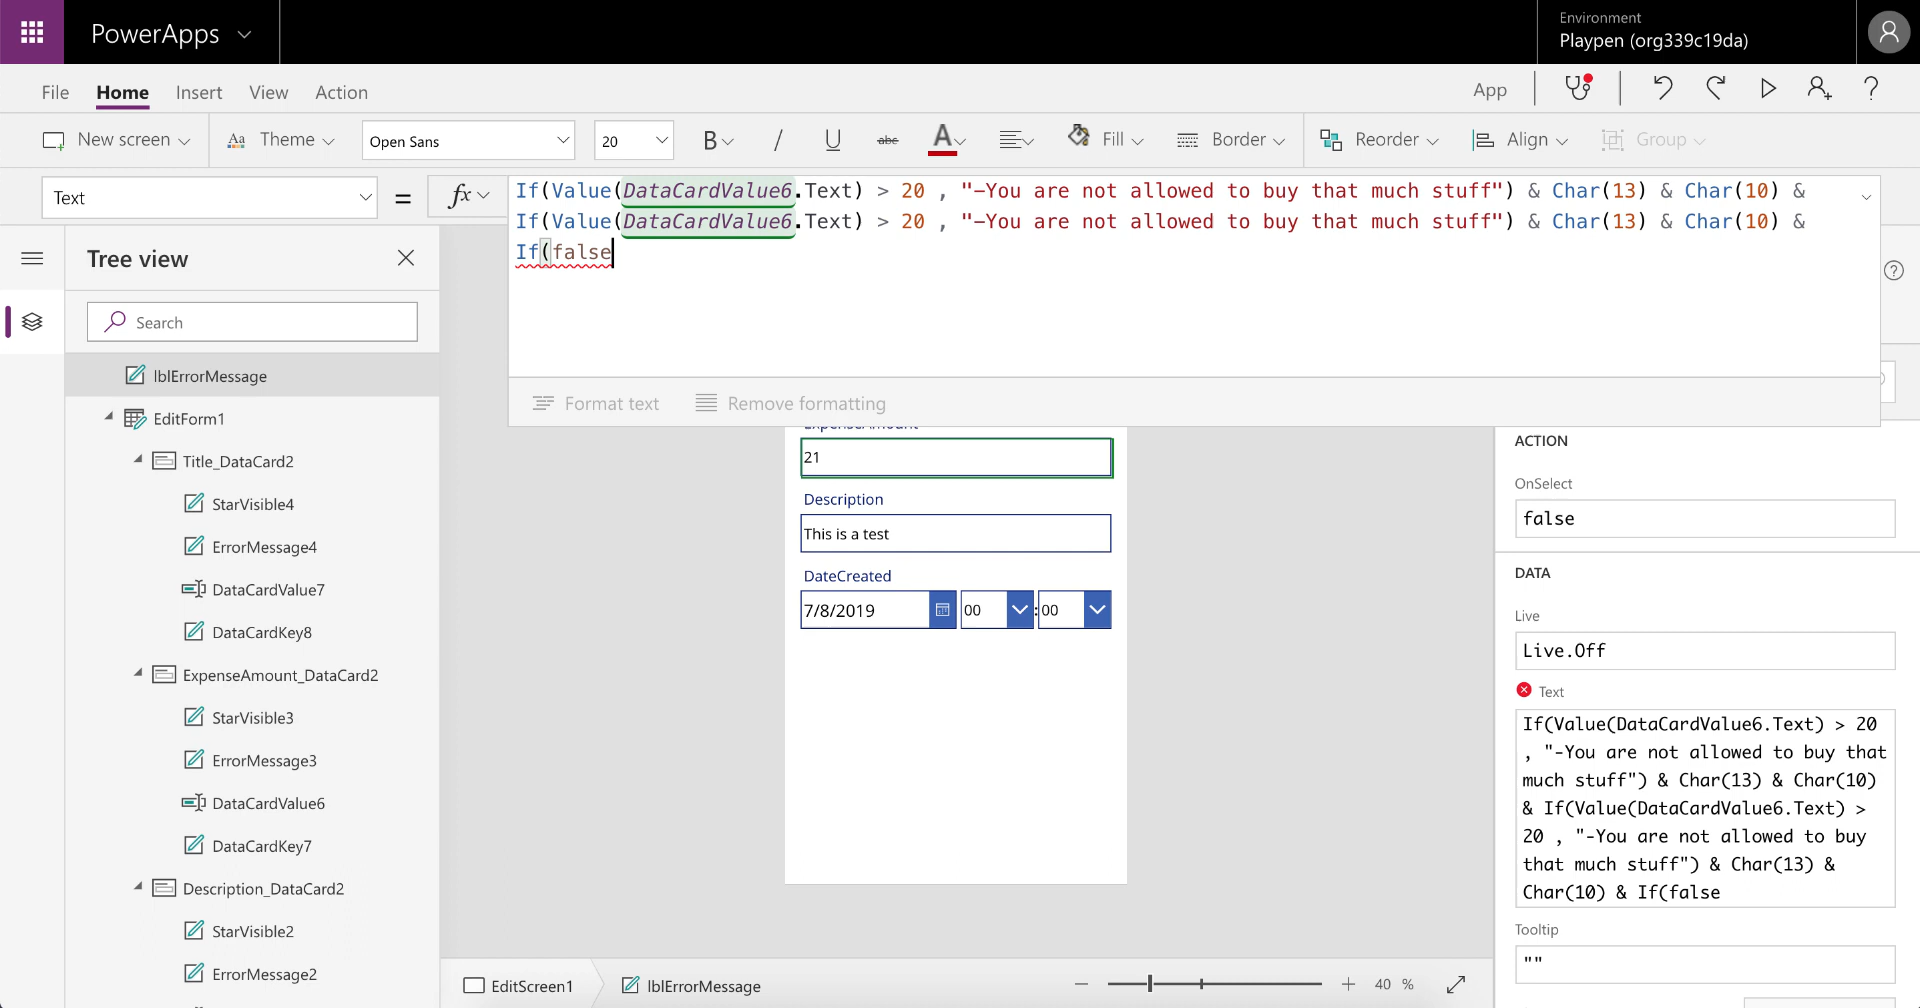 PowerApps
Environment
Playpen (org339c19da)
File Home Insert View Action
App
?
New screen
Aa Theme
Open Sans
20
B / U abc A
Fill
Border
Reorder
Align
Group
Text
=
fx
If(Value(DataCardValue6.Text) > 20 , "-You are not allowed to buy that much stuff") & Char(13) & Char(10) &
If(Value(DataCardValue6.Text) > 20 , "-You are not allowed to buy that much stuff") & Char(13) & Char(10) &
If(false
Format text
Remove formatting
Tree view
Search
lblErrorMessage
EditForm1
Title_DataCard2
StarVisible4
ErrorMessage4
DataCardValue7
DataCardKey8
ExpenseAmount_DataCard2
StarVisible3
ErrorMessage3
DataCardValue6
DataCardKey7
Description_DataCard2
StarVisible2
ErrorMessage2
ExpenseAmount
21
Description
This is a test
DateCreated
7/8/2019
00
:00
?
ACTION
OnSelect
false
DATA
Live
Live.Off
Text
If(Value(DataCardValue6.Text) > 20
, "-You are not allowed to buy that
much stuff") & Char(13) & Char(10)
& If(Value(DataCardValue6.Text) >
20 , "-You are not allowed to buy
that much stuff") & Char(13) &
Char(10) & If(false
Tooltip
""
EditScreen1
lblErrorMessage
40 %